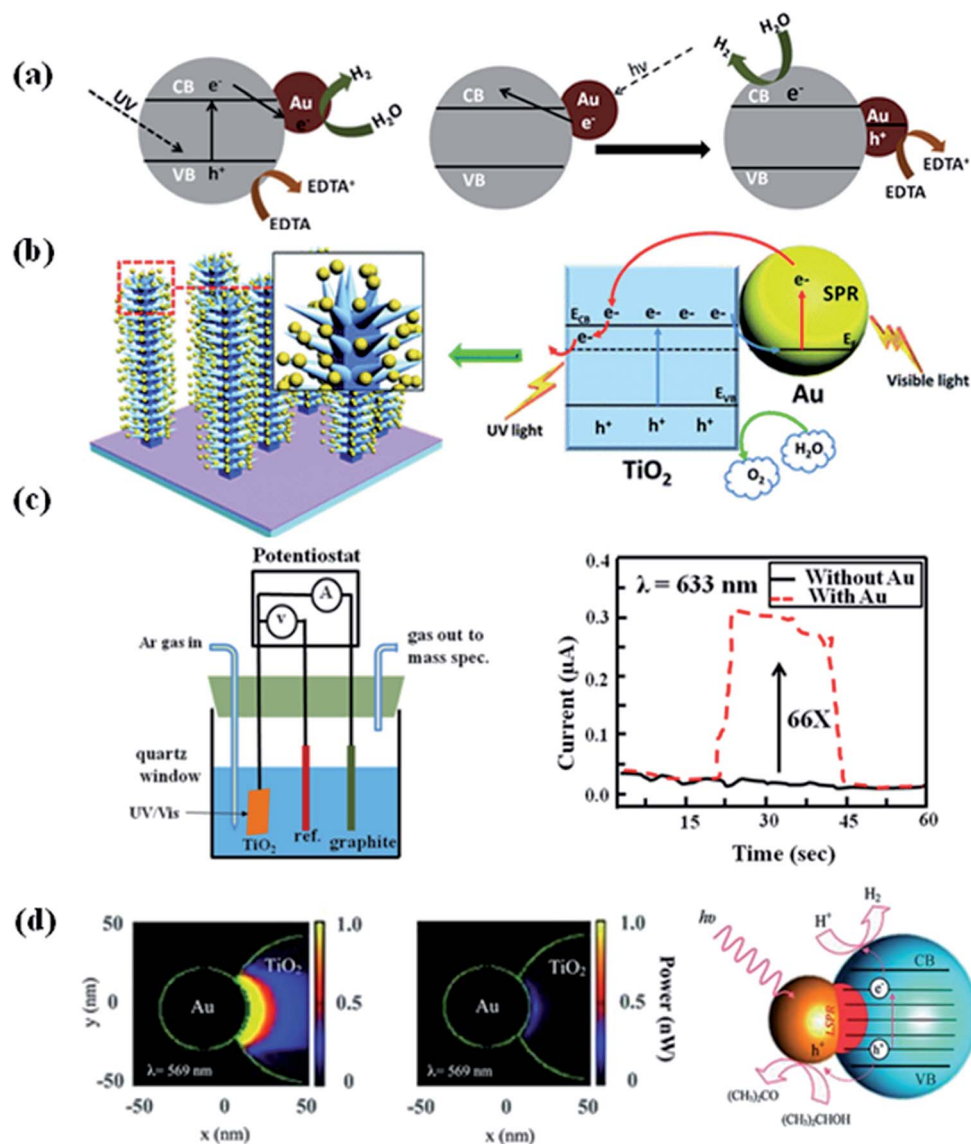 (a)
UV
CB
e⁻
Au
e⁻
H₂
H₂O
VB
h⁺
EDTA⁺
EDTA
CB
VB
Au
e⁻
hν
H₂
H₂O
CB
e⁻
Au
h⁺
VB
EDTA⁺
EDTA
(b)
E_CB
e-
e-
e-
e-
e-
E_VB
h⁺
h⁺
h⁺
UV light
TiO₂
e-
SPR
E_f
Au
Visible light
H₂O
O₂
(c)
Potentiostat
A
v
Ar gas in
gas out to
mass spec.
quartz
window
UV/Vis
TiO₂
ref.
graphite
λ = 633 nm
Without Au
With Au
66X
Current (μA)
0.4
0.3
0.2
0.1
0.0
15
30
45
60
Time (sec)
(d)
50
0
-50
y (nm)
Au
TiO₂
λ= 569 nm
-50
0
50
x (nm)
1.0
0.5
0
Au
TiO₂
λ= 569 nm
-50
0
50
x (nm)
1.0
0.5
0
Power (nW)
hυ
H⁺
H₂
CB
e⁻
LSPR
h⁺
h⁺
VB
(CH₃)₂CO
(CH₃)₂CHOH